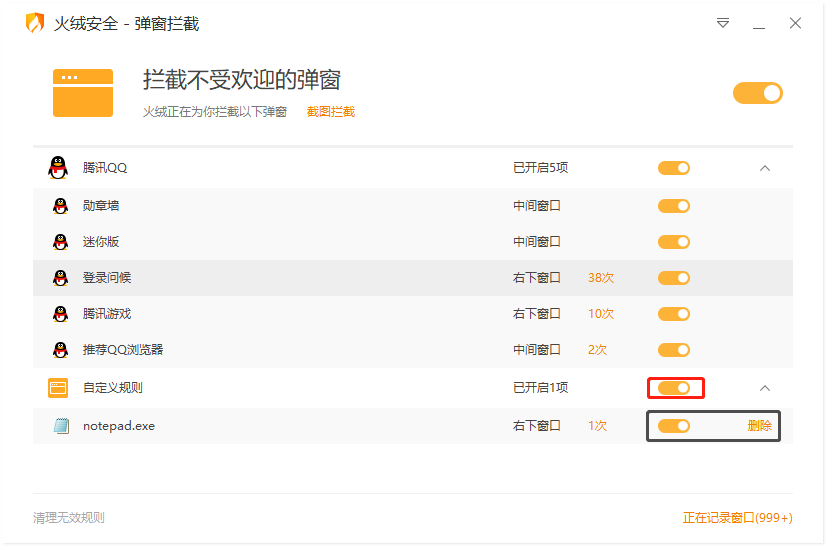 火绒安全 - 弹窗拦截
拦截不受欢迎的弹窗
火绒正在为你拦截以下弹窗 截图拦截
腾讯QQ 已开启5项
勋章墙 中间窗口
迷你版 中间窗口
登录问候 右下窗口 38次
腾讯游戏 右下窗口 10次
推荐QQ浏览器 中间窗口 2次
自定义规则 已开启1项
notepad.exe 右下窗口 1次 删除
清理无效规则 正在记录窗口(999+)